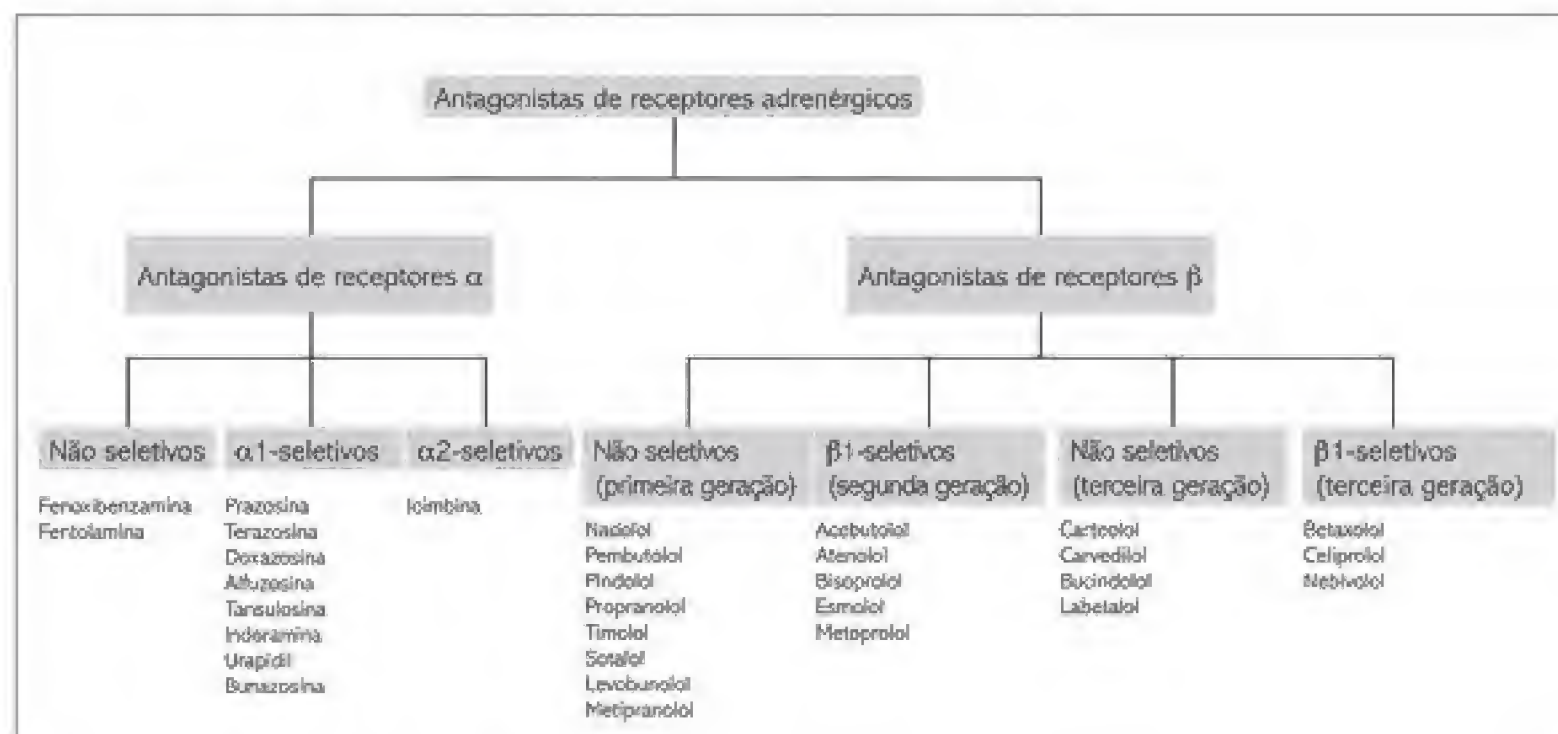 Antagonistas de receptores adrenérgicos
Antagonistas de receptores α
Antagonistas de receptores β
Não seletivos
Fenoxibenzamina
Fentolamina
α1-seletivos
Prazosina
Terazosina
Doxazosina
Alfuzosina
Tansulosina
Indoramina
Urapidil
Bunazosina
α2-seletivos
Ioimbina
Não seletivos
(primeira geração)
Nadolol
Pembutolol
Pindolol
Propranolol
Timolol
Sotalol
Levobunolol
Metipranolol
β1-seletivos
(segunda geração)
Acebutolol
Atenolol
Bisoprolol
Esmolol
Metoprolol
Não seletivos
(terceira geração)
Carteolol
Carvedilol
Bucindolol
Labetalol
β1-seletivos
(terceira geração)
Betaxolol
Celiprolol
Nebivolol